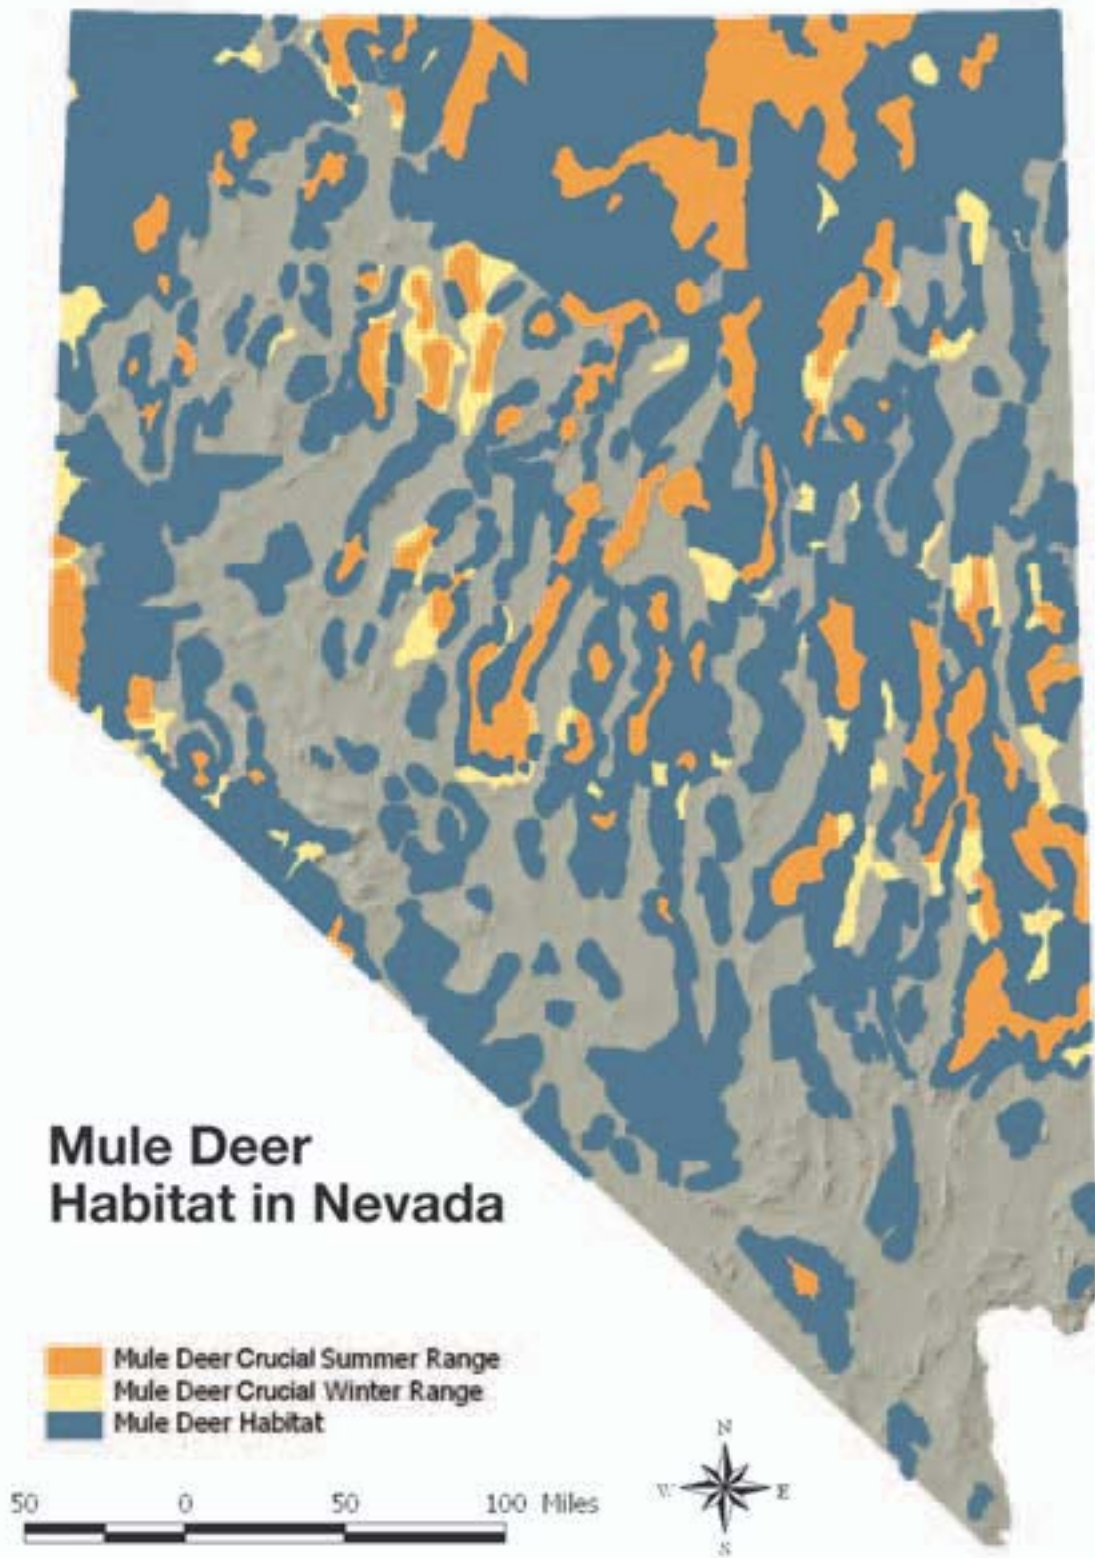 Mule Deer
Habitat in Nevada
Mule Deer Crucial Summer Range
Mule Deer Crucial Winter Range
Mule Deer Habitat
50 0 50 100 Miles
N
W E
S